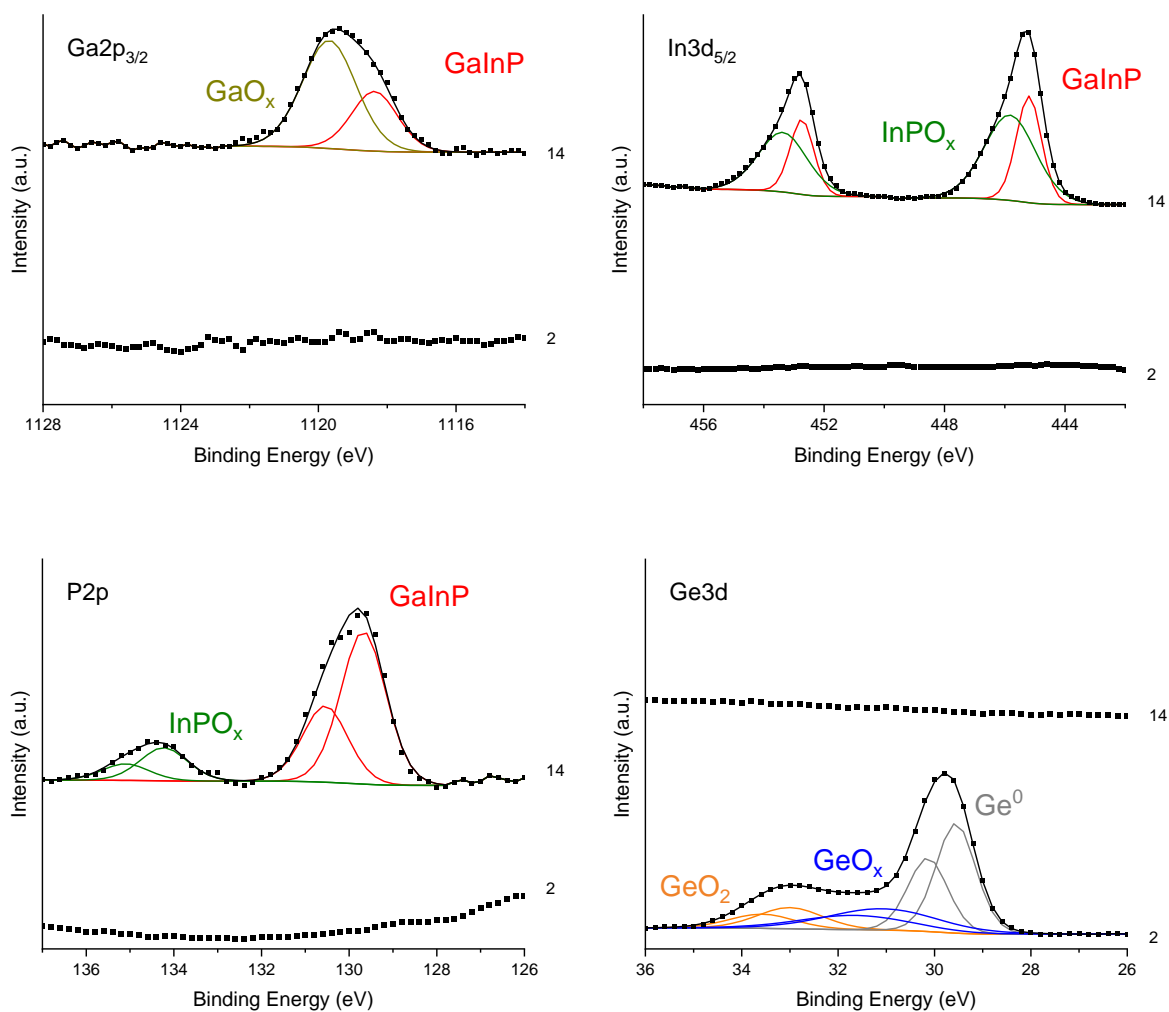 Ga2p3/2
GaOx
GaInP
14
2
Intensity (a.u.)
1128 1124 1120 1116
Binding Energy (eV)
In3d5/2
GaInP
InPOx
14
2
Intensity (a.u.)
456 452 448 444
Binding Energy (eV)
P2p
GaInP
InPOx
14
2
Intensity (a.u.)
136 134 132 130 128 126
Binding Energy (eV)
Ge3d
14
Ge0
GeOx
GeO2
2
Intensity (a.u.)
36 34 32 30 28 26
Binding Energy (eV)